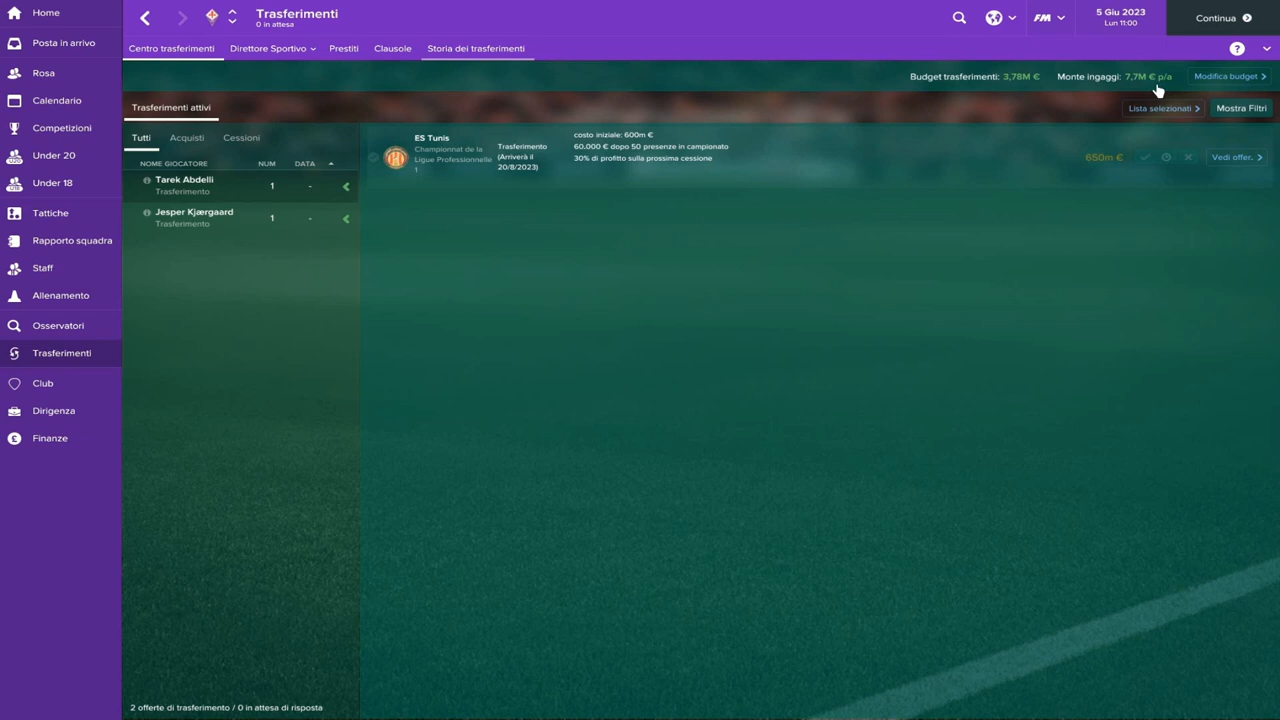 Home
Posta in arrivo
Rosa
Calendario
Competizioni
Under 20
Under 18
Tattiche
Rapporto squadra
Staff
Allenamento
Osservatori
Trasferimenti
Club
Dirigenza
Finanze
Trasferimenti
0 in attesa
FM
5 Giu 2023
Lun 11:00
Continua
Centro trasferimenti
Direttore Sportivo
Prestiti
Clausole
Storia dei trasferimenti
?
Budget trasferimenti: 3,78M €
Monte ingaggi: 7,7M € p/a
Modifica budget
Trasferimenti attivi
Lista selezionati
Mostra Filtri
Tutti
Acquisti
Cessioni
NOME GIOCATORE NUM DATA
Tarek Abdelli 1 -
Trasferimento
Jesper Kjærgaard 1 -
Trasferimento
ES Tunis
Championnat de la
Ligue Professionnelle
1
Trasferimento
(Arriverà il
20/8/2023)
costo iniziale: 600m €
60.000 € dopo 50 presenze in campionato
30% di profitto sulla prossima cessione
650m €
Vedi offer.
2 offerte di trasferimento / 0 in attesa di risposta